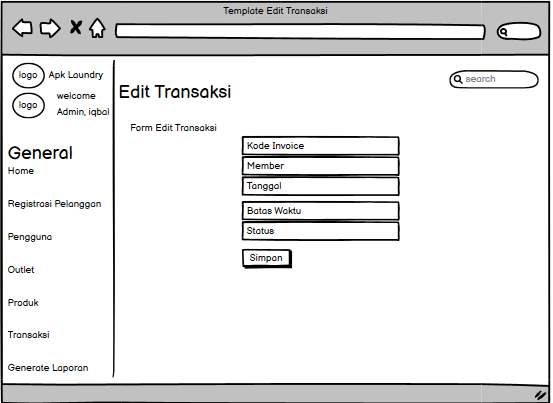 Template Edit Transaksi
logo
Apk Laundry
logo
welcome
Admin, iqbal
Edit Transaksi
search
Form Edit Transaksi
General
Home
Registrasi Pelanggan
Pengguna
Outlet
Produk
Transaksi
Generate Laporan
Kode Invoice
Member
Tanggal
Batas Waktu
Status
Simpan